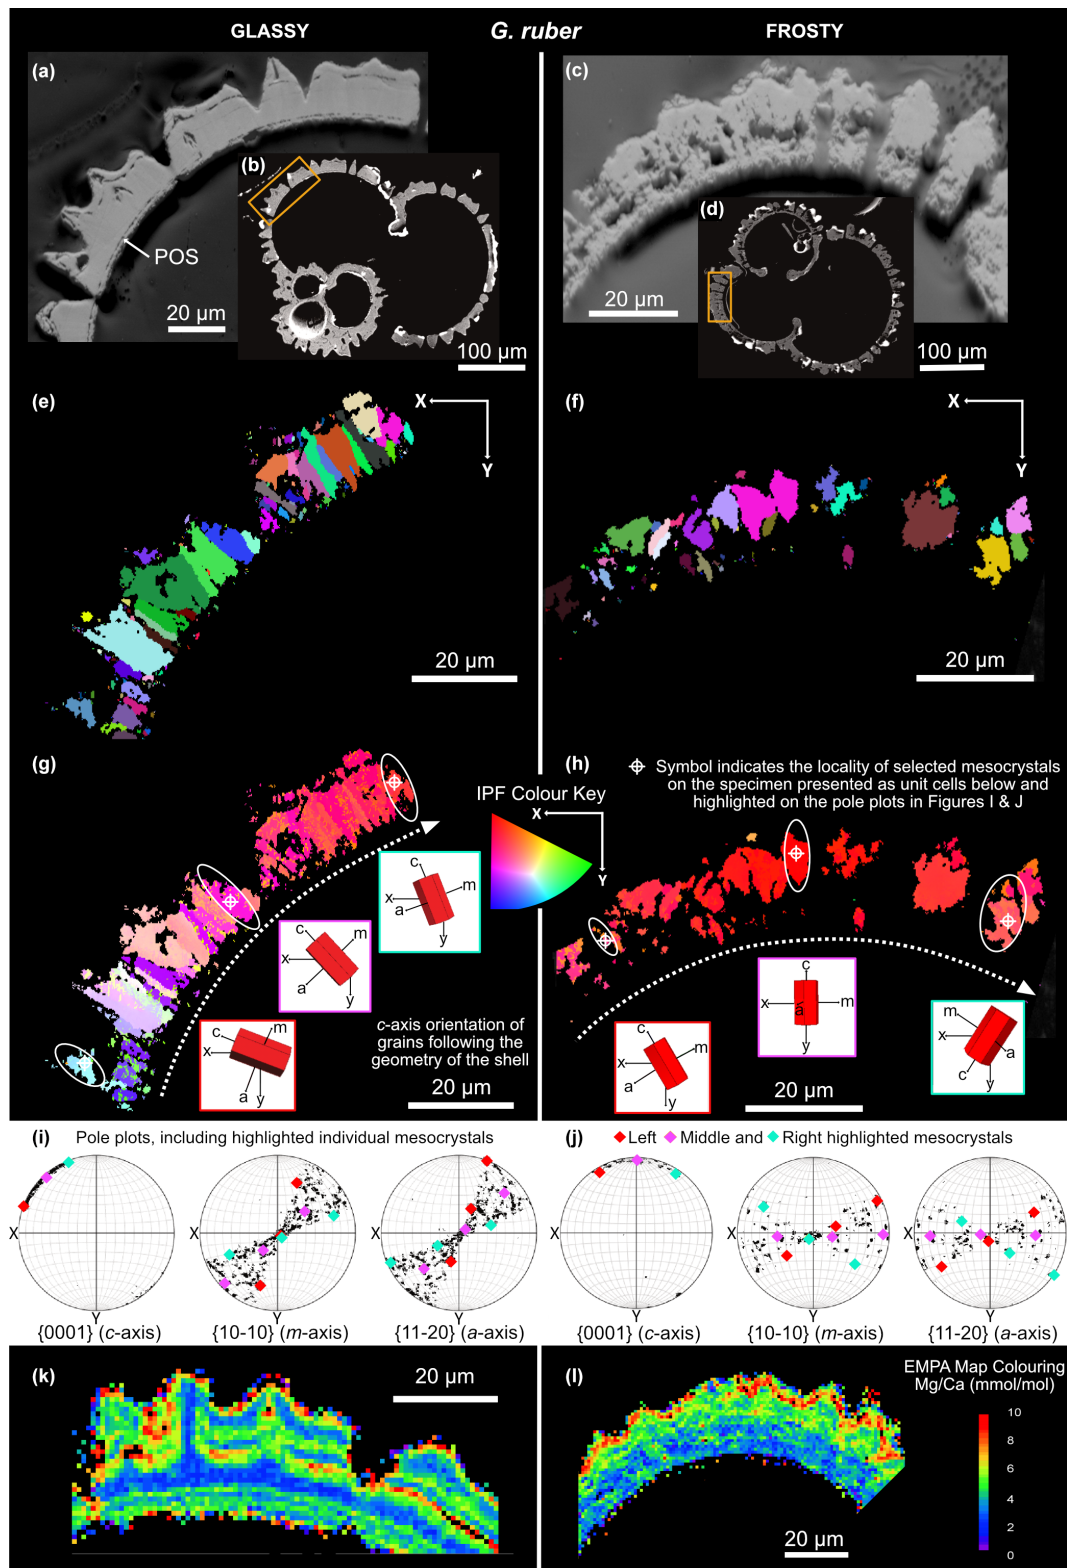 GLASSY
G. ruber
FROSTY
(a)
POS
20 µm
(b)
100 µm
(c)
20 µm
(d)
100 µm
(e)
X
Y
20 µm
(f)
X
Y
20 µm
(g)
IPF Colour Key
X
Y
c
m
x
a
y
c
m
x
a
y
c
m
x
a
y
c-axis orientation of
grains following the
geometry of the shell
20 µm
(h)
Symbol indicates the locality of selected mesocrystals
on the specimen presented as unit cells below and
highlighted on the pole plots in Figures I & J
c
m
x
a
y
c
x
a
m
y
m
x
a
c
y
20 µm
(i)
Pole plots, including highlighted individual mesocrystals
X
Y
{0001} (c-axis)
X
Y
{10-10} (m-axis)
X
Y
{11-20} (a-axis)
(j)
Left
Middle and
Right highlighted mesocrystals
X
Y
{0001} (c-axis)
X
Y
{10-10} (m-axis)
X
Y
{11-20} (a-axis)
(k)
20 µm
(l)
20 µm
EMPA Map Colouring
Mg/Ca (mmol/mol)
10
8
6
4
2
0